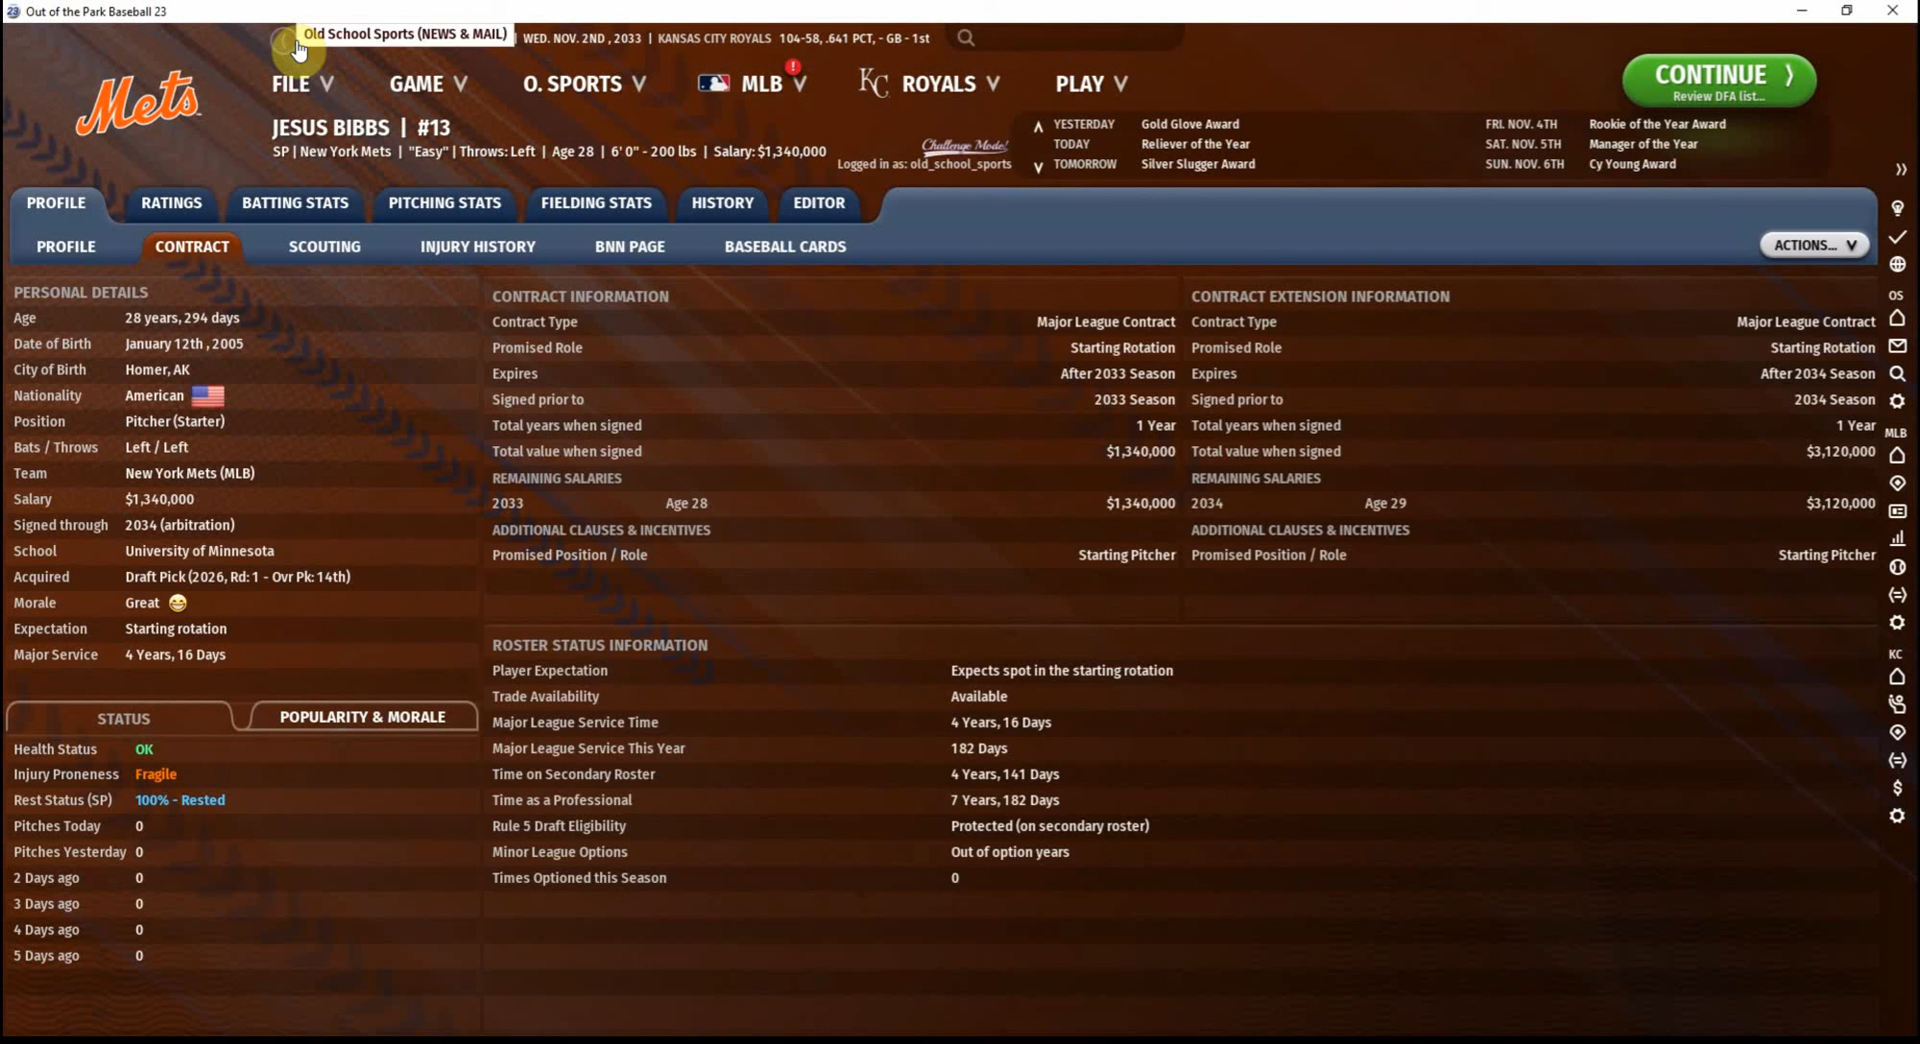 23 Out of the Park Baseball 23
Old School Sports (NEWS & MAIL) | WED. NOV. 2ND , 2033 | KANSAS CITY ROYALS 104-58, .641 PCT, - GB - 1st
Mets
FILE GAME O. SPORTS MLB ! KC ROYALS PLAY
CONTINUE
Review DFA list...
JESUS BIBBS | #13
SP | New York Mets | "Easy" | Throws: Left | Age 28 | 6' 0" - 200 lbs | Salary: $1,340,000
Challenge Mode!
Logged in as: old_school_sports
YESTERDAY Gold Glove Award FRI. NOV. 4TH Rookie of the Year Award
TODAY Reliever of the Year SAT. NOV. 5TH Manager of the Year
TOMORROW Silver Slugger Award SUN. NOV. 6TH Cy Young Award
PROFILE RATINGS BATTING STATS PITCHING STATS FIELDING STATS HISTORY EDITOR
PROFILE CONTRACT SCOUTING INJURY HISTORY BNN PAGE BASEBALL CARDS ACTIONS...
PERSONAL DETAILS
Age 28 years, 294 days
Date of Birth January 12th , 2005
City of Birth Homer, AK
Nationality American
Position Pitcher (Starter)
Bats / Throws Left / Left
Team New York Mets (MLB)
Salary $1,340,000
Signed through 2034 (arbitration)
School University of Minnesota
Acquired Draft Pick (2026, Rd: 1 - Ovr Pk: 14th)
Morale Great
Expectation Starting rotation
Major Service 4 Years, 16 Days
STATUS POPULARITY & MORALE
Health Status OK
Injury Proneness Fragile
Rest Status (SP) 100% - Rested
Pitches Today 0
Pitches Yesterday 0
2 Days ago 0
3 Days ago 0
4 Days ago 0
5 Days ago 0
CONTRACT INFORMATION
Contract Type Major League Contract
Promised Role Starting Rotation
Expires After 2033 Season
Signed prior to 2033 Season
Total years when signed 1 Year
Total value when signed $1,340,000
REMAINING SALARIES
2033 Age 28 $1,340,000
ADDITIONAL CLAUSES & INCENTIVES
Promised Position / Role Starting Pitcher
CONTRACT EXTENSION INFORMATION
Contract Type Major League Contract
Promised Role Starting Rotation
Expires After 2034 Season
Signed prior to 2034 Season
Total years when signed 1 Year
Total value when signed $3,120,000
REMAINING SALARIES
2034 Age 29 $3,120,000
ADDITIONAL CLAUSES & INCENTIVES
Promised Position / Role Starting Pitcher
ROSTER STATUS INFORMATION
Player Expectation Expects spot in the starting rotation
Trade Availability Available
Major League Service Time 4 Years, 16 Days
Major League Service This Year 182 Days
Time on Secondary Roster 4 Years, 141 Days
Time as a Professional 7 Years, 182 Days
Rule 5 Draft Eligibility Protected (on secondary roster)
Minor League Options Out of option years
Times Optioned this Season 0
OS
MLB
KC
$